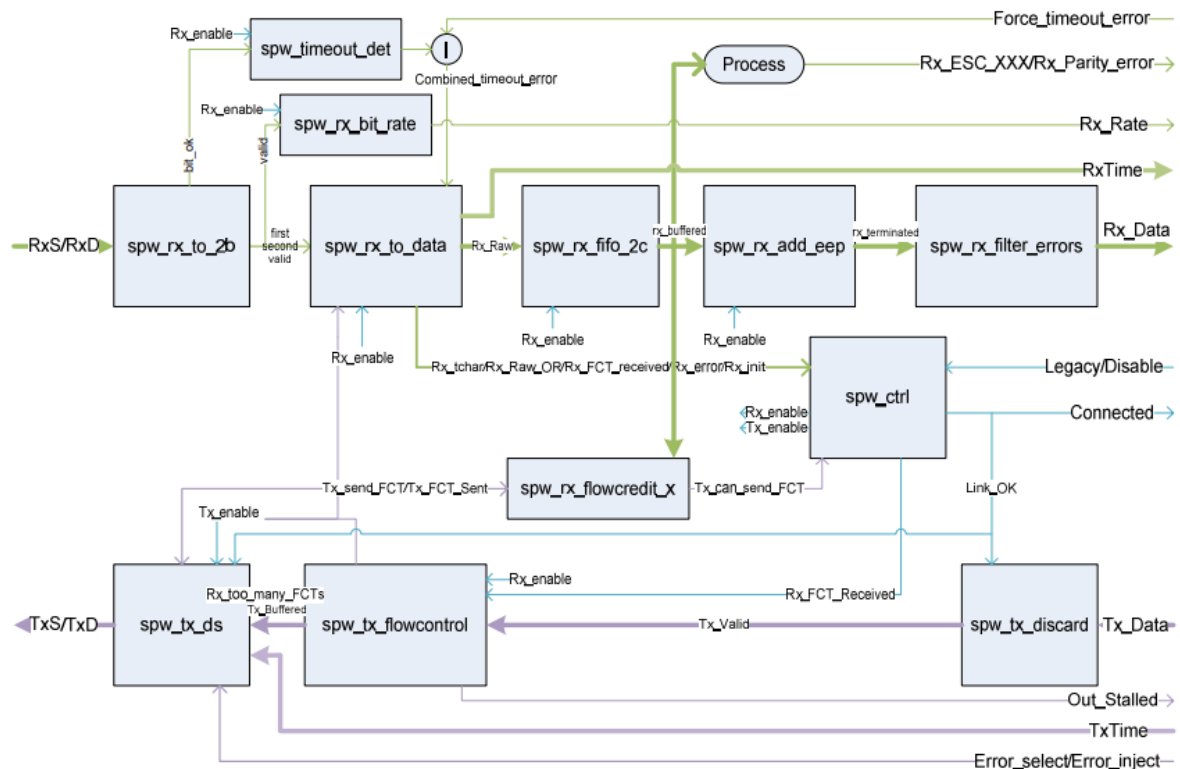 Force_timeout_error
Rx_enable
spw_timeout_det
I
Process
Rx_ESC_XXX/Rx_Parity_error
Combined_timeout_error
Rx_enable
spw_rx_bit_rate
Rx_Rate
bit_ok
valid
RxTime
RxS/RxD
spw_rx_to_2b
first
second
valid
spw_rx_to_data
Rx_Raw
spw_rx_fifo_2c
rx_buffered
spw_rx_add_eep
rx_terminated
spw_rx_filter_errors
Rx_Data
Rx_enable
Rx_enable
Rx_enable
Rx_tchar/Rx_Raw_OR/Rx_FCT_received/Rx_error/Rx_init
Legacy/Disable
spw_ctrl
Rx_enable
Tx_enable
Connected
Tx_send_FCT/Tx_FCT_Sent
spw_rx_flowcredit_x
Tx_can_send_FCT
Link_OK
Tx_enable
Rx_enable
Rx_too_many_FCTs
Rx_FCT_Received
Tx_Buffered
TxS/TxD
spw_tx_ds
spw_tx_flowcontrol
Tx_Valid
spw_tx_discard
Tx_Data
Out_Stalled
TxTime
Error_select/Error_inject